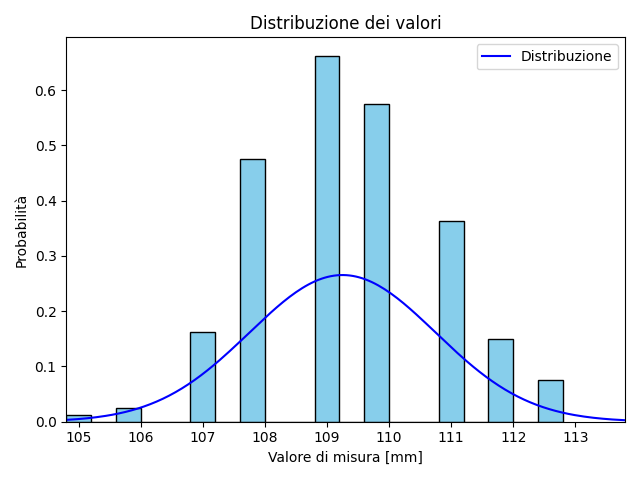 Distribuzione dei valori
Distribuzione
Probabilità
0.6
0.5
0.4
0.3
0.2
0.1
0.0
105 106 107 108 109 110 111 112 113
Valore di misura [mm]